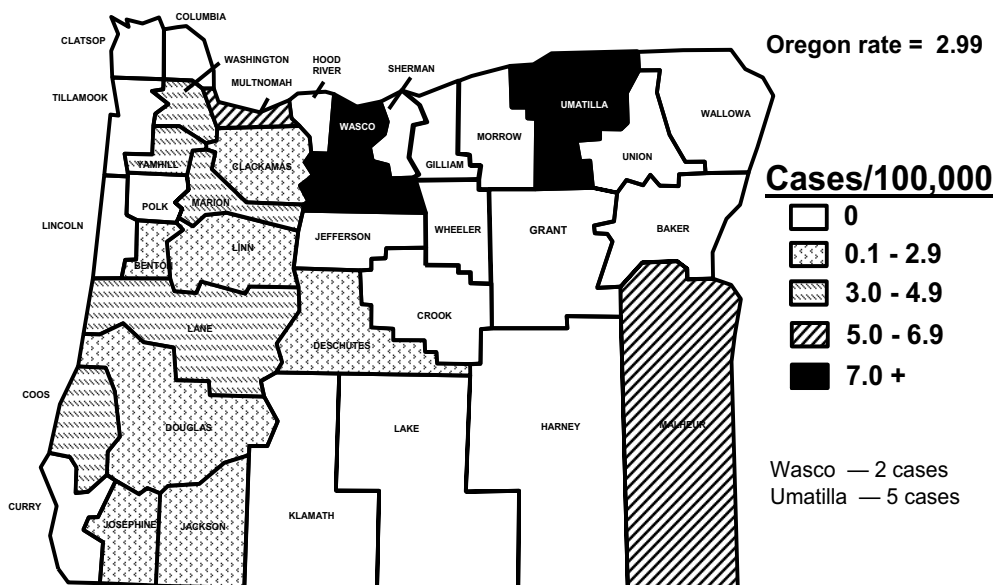 COLUMBIA
CLATSOP
WASHINGTON
MULTNOMAH
HOOD
RIVER
SHERMAN
TILLAMOOK
WASCO
UMATILLA
WALLOWA
MORROW
YAMHILL
CLACKAMAS
GILLIAM
UNION
POLK
MARION
LINCOLN
JEFFERSON
WHEELER
GRANT
BAKER
LINN
BENTON
CROOK
LANE
DESCHUTES
COOS
DOUGLAS
LAKE
HARNEY
MALHEUR
CURRY
JOSEPHINE
JACKSON
KLAMATH
Oregon rate = 2.99
Cases/100,000
0
0.1 - 2.9
3.0 - 4.9
5.0 - 6.9
7.0 +
Wasco — 2 cases
Umatilla — 5 cases